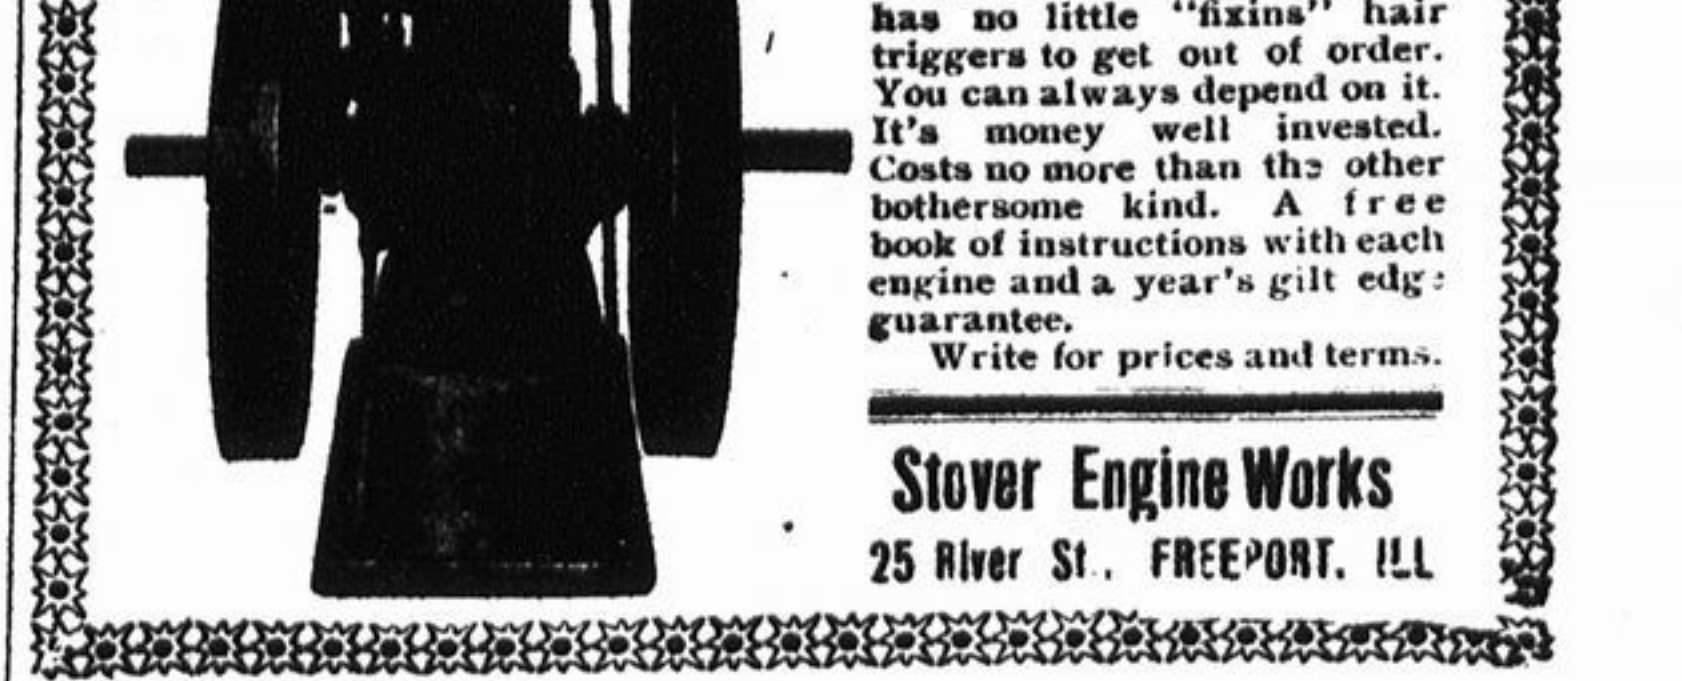 has no little "fixins" hair
triggers to get out of order.
You can always depend on it.
It's money well invested.
Costs no more than the other
bothersome kind. A free
book of instructions with each
engine and a year's gilt edge
guarantee.
Write for prices and terms.
Stover Engine Works
25 River St., FREEPORT. ILL